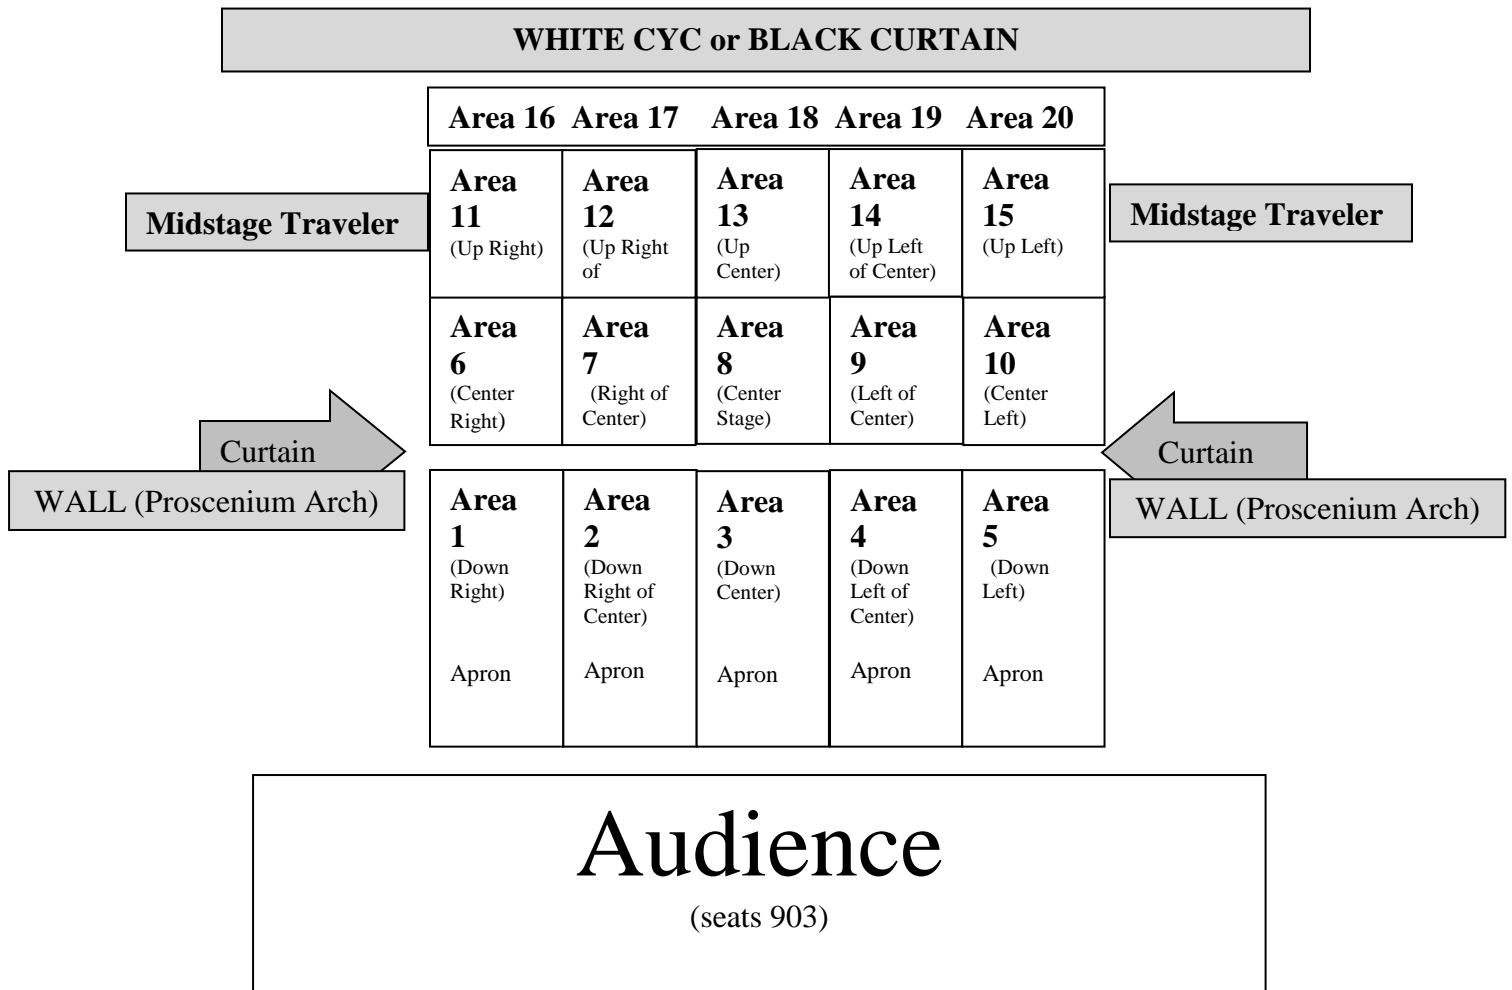 WHITE CYC or BLACK CURTAIN
Area 16 Area 17 Area 18 Area 19 Area 20
Midstage Traveler
Area
11
(Up Right)
Area
12
(Up Right
of
Area
13
(Up
Center)
Area
14
(Up Left
of Center)
Area
15
(Up Left)
Midstage Traveler
Area
6
(Center
Right)
Area
7
(Right of
Center)
Area
8
(Center
Stage)
Area
9
(Left of
Center)
Area
10
(Center
Left)
Curtain
Curtain
WALL (Proscenium Arch)
WALL (Proscenium Arch)
Area
1
(Down
Right)
Apron
Area
2
(Down
Right of
Center)
Apron
Area
3
(Down
Center)
Apron
Area
4
(Down
Left of
Center)
Apron
Area
5
(Down
Left)
Apron
Audience
(seats 903)